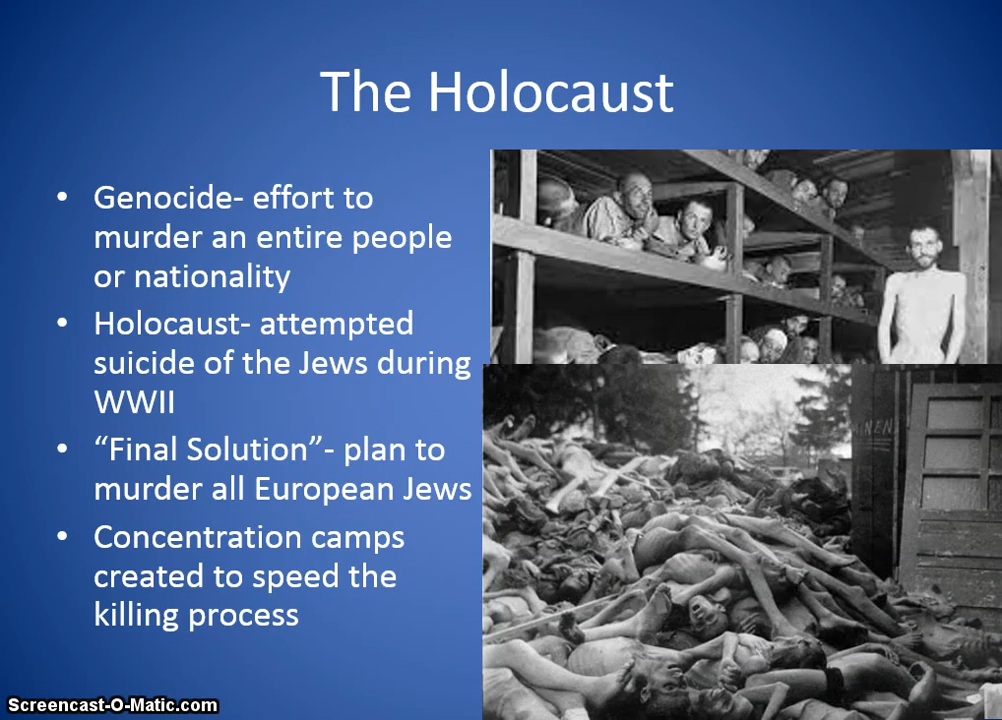 The Holocaust
• Genocide- effort to
murder an entire people
or nationality
• Holocaust- attempted
suicide of the Jews during
WWII
• “Final Solution”- plan to
murder all European Jews
• Concentration camps
created to speed the
killing process
Screencast-O-Matic.com